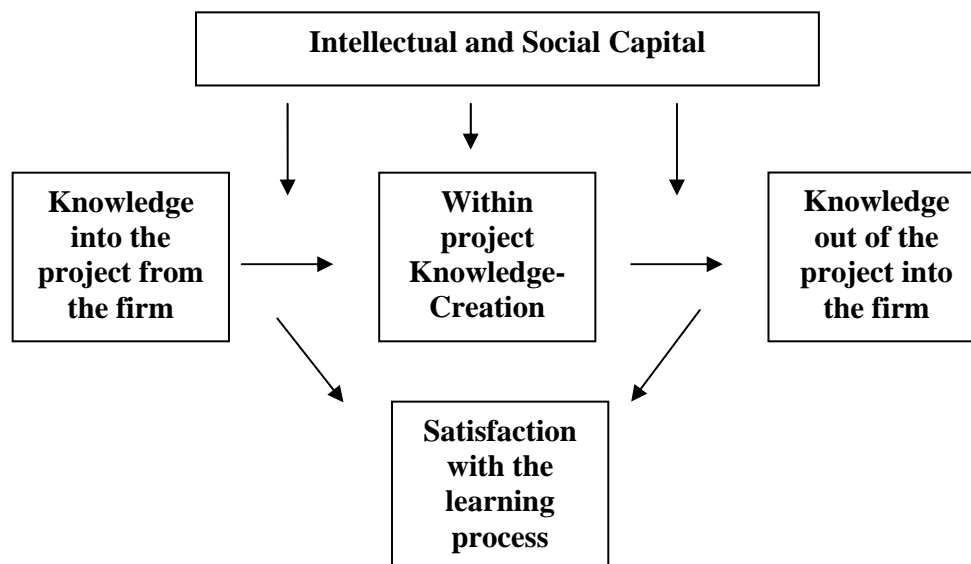 Intellectual and Social Capital
Knowledge
into the
project from
the firm
Within
project
Knowledge-
Creation
Knowledge
out of the
project into
the firm
Satisfaction
with the
learning
process